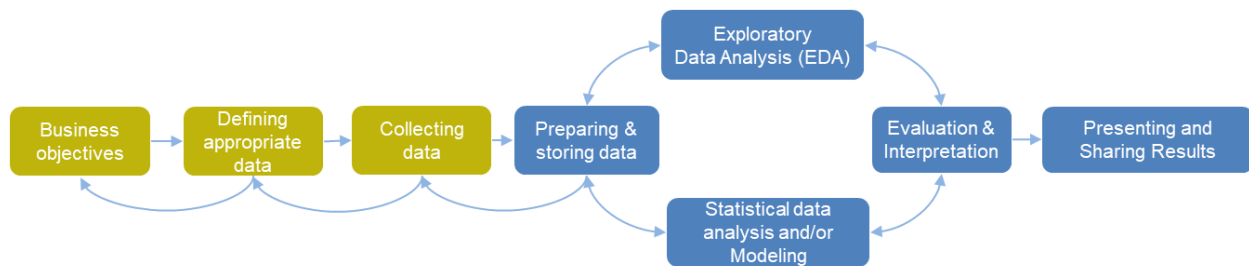 Business
objectives
Defining
appropriate
data
Collecting
data
Preparing &
storing data
Exploratory
Data Analysis (EDA)
Statistical data
analysis and/or
Modeling
Evaluation &
Interpretation
Presenting and
Sharing Results